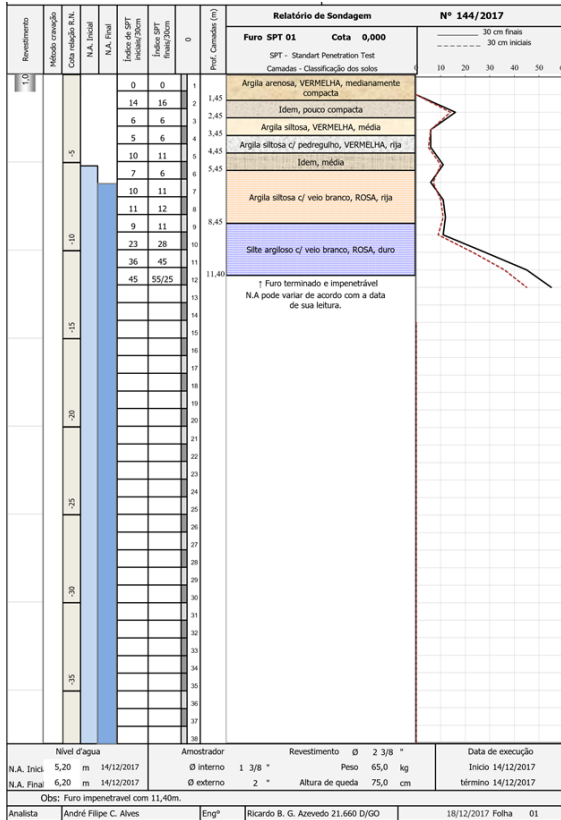 Relatório de Sondagem
N° 144/2017
Furo SPT 01 Cota 0,000
30 cm finais
30 cm iniciais
SPT - Standart Penetration Test
Camadas - Classificação dos solos
0 10 20 30 40 50 60
Revestimento
Método cravação
Cota relação R.N.
N.A. Inicial
N.A. Final
Índice de SPT iniciais/30cm
Índice SPT finais/30cm
0
Prof. Camadas (m)
1,0
0 0 1
14 16 2
6 6 3
5 6 4
10 11 5
7 6 6
10 11 7
11 12 8
9 11 9
23 28 10
36 45 11
45 55/25 12
13
14
15
16
17
18
19
20
21
22
23
24
25
26
27
28
29
30
31
32
33
34
35
36
37
38
-5
-10
-15
-20
-25
-30
-35
1,45
2,45
3,45
4,45
5,45
8,45
11,40
Argila arenosa, VERMELHA, medianamente
compacta
Idem, pouco compacta
Argila siltosa, VERMELHA, média
Argila siltosa c/ pedregulho, VERMELHA, rija
Idem, média
Argila siltosa c/ veio branco, ROSA, rija
Silte argiloso c/ veio branco, ROSA, duro
↑ Furo terminado e impenetrável
N.A pode variar de acordo com a data
de sua leitura.
Nível d'agua
N.A. Inici 5,20 m 14/12/2017
N.A. Final 6,20 m 14/12/2017
Amostrador
Ø interno 1 3/8 "
Ø externo 2 "
Revestimento Ø 2 3/8 "
Peso 65,0 kg
Altura de queda 75,0 cm
Data de execução
Inicio 14/12/2017
término 14/12/2017
Obs: Furo impenetravel com 11,40m.
Analista André Filipe C. Alves Engº Ricardo B. G. Azevedo 21.660 D/GO 18/12/2017 Folha 01